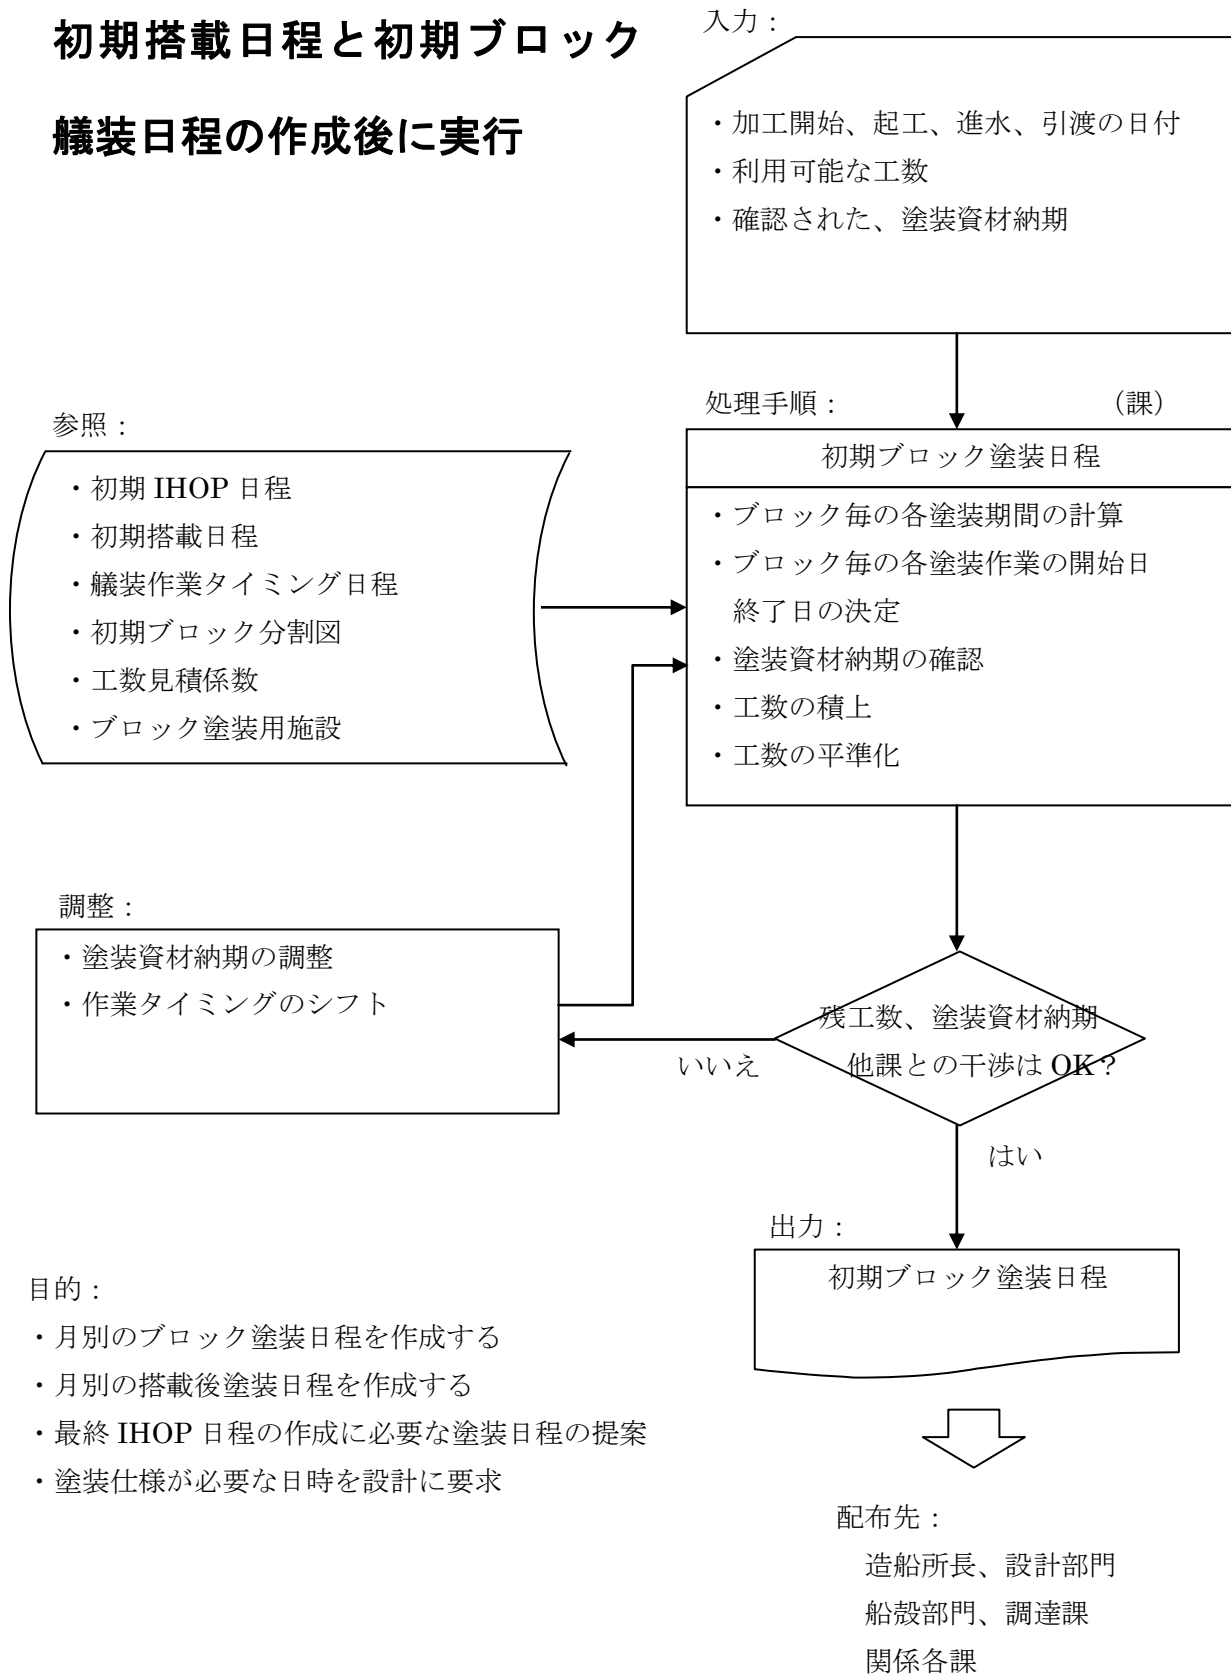 初期搭載日程と初期ブロック
艤装日程の作成後に実行
入力：
・加工開始、起工、進水、引渡の日付
・利用可能な工数
・確認された、塗装資材納期
処理手順： （課）
初期ブロック塗装日程
・ブロック毎の各塗装期間の計算
・ブロック毎の各塗装作業の開始日
終了日の決定
・塗装資材納期の確認
・工数の積上
・工数の平準化
参照：
・初期 IHOP 日程
・初期搭載日程
・艤装作業タイミング日程
・初期ブロック分割図
・工数見積係数
・ブロック塗装用施設
調整：
・塗装資材納期の調整
・作業タイミングのシフト
残工数、塗装資材納期
他課との干渉は OK？
いいえ
はい
出力：
初期ブロック塗装日程
目的：
・月別のブロック塗装日程を作成する
・月別の搭載後塗装日程を作成する
・最終 IHOP 日程の作成に必要な塗装日程の提案
・塗装仕様が必要な日時を設計に要求
配布先：
造船所長、設計部門
船殻部門、調達課
関係各課